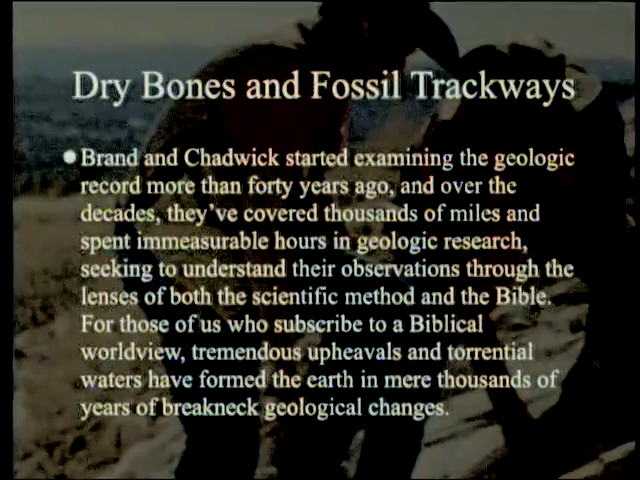 Dry Bones and Fossil Trackways
Brand and Chadwick started examining the geologic
record more than forty years ago, and over the
decades, they've covered thousands of miles and
spent immeasurable hours in geologic research,
seeking to understand their observations through the
lenses of both the scientific method and the Bible.
For those of us who subscribe to a Biblical
worldview, tremendous upheavals and torrential
waters have formed the earth in mere thousands of
years of breakneck geological changes.